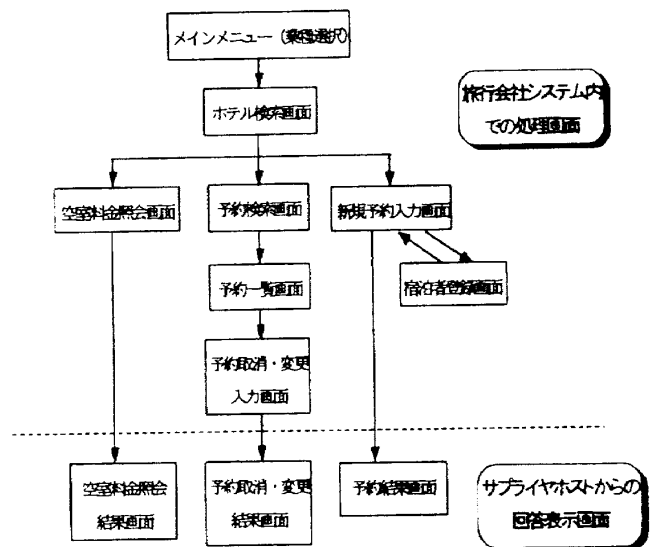 メインメニュー（業種選択）
ホテル検索画面
旅行会社システム内
での処理画面
空室料金照会画面
予約検索画面
新規予約入力画面
予約一覧画面
宿泊者登録画面
予約取消・変更
入力画面
空室料金照会
結果画面
予約取消・変更
結果画面
予約結果画面
サプライヤホストからの
回答表示画面